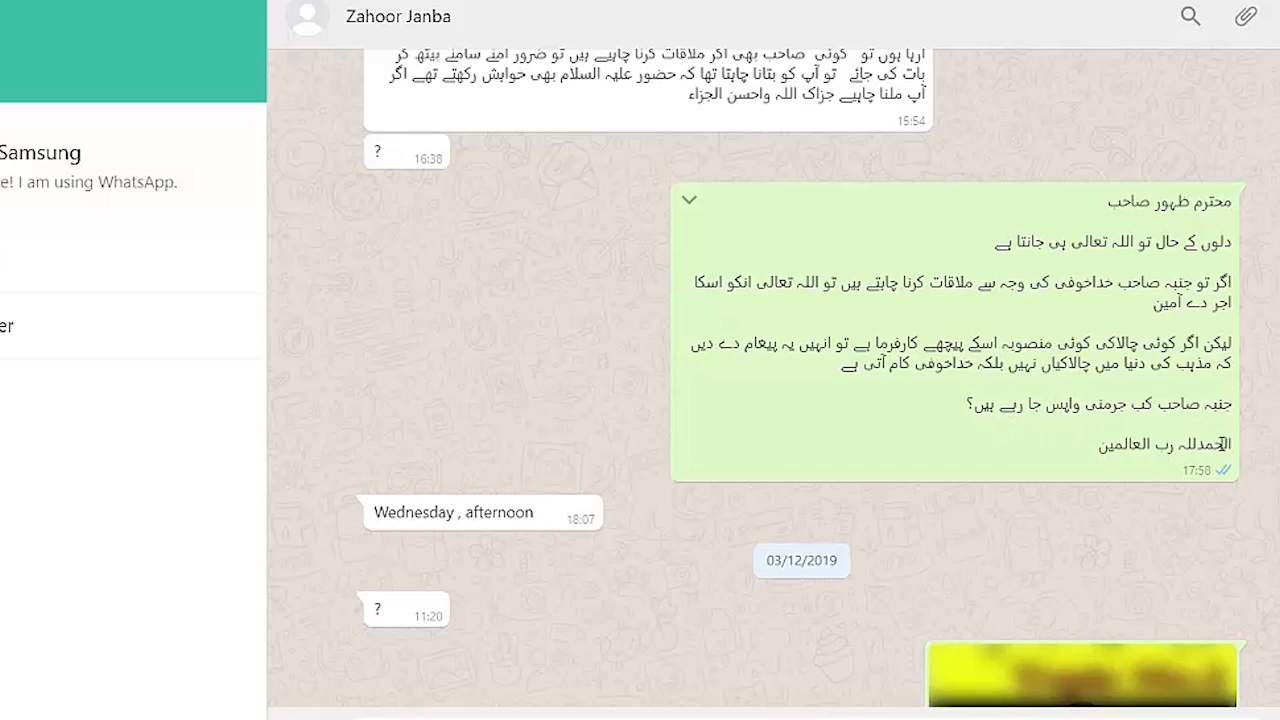 Zahoor Janba
Samsung
e! I am using WhatsApp.
er
آرہا ہوں تو کوئی صاحب بھی اگر ملاقات کرنا چاہیے ہیں تو ضرور آمنے سامنے بیٹھ کر
بات کی جائے تو آپ کو بتانا چاہتا تھا کہ حضور علیہ السلام بھی خواہش رکھتے تھے اگر
آپ ملنا چاہیے جزاک اللہ واحسن الجزاء
15:54
?
16:38
محترم ظہور صاحب
دلوں کے حال تو اللہ تعالی ہی جانتا ہے
اگر تو جنبہ صاحب خداخوفی کی وجہ سے ملاقات کرنا چاہتے ہیں تو اللہ تعالی انکو اسکا
اجر دے آمین
لیکن اگر کوئی چالاکی کوئی منصوبہ اسکے پیچھے کارفرما ہے تو انہیں یہ پیغام دے دیں
کہ مذہب کی دنیا میں چالاکیاں نہیں بلکہ خداخوفی کام آتی ہے
جنبہ صاحب کب جرمنی واپس جا رہے ہیں؟
الحمدللہ رب العالمین
17:58
Wednesday , afternoon
18:07
03/12/2019
?
11:20